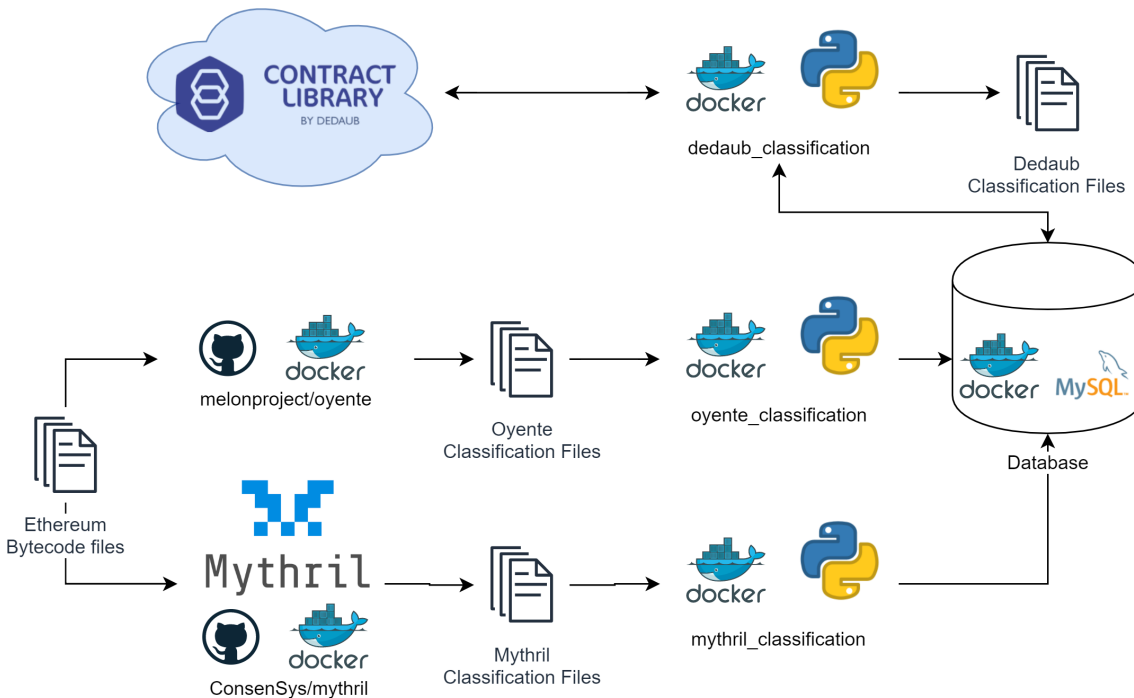 CONTRACT
LIBRARY
BY DEDAUB
docker
dedaub_classification
Dedaub
Classification Files
docker
melonproject/oyente
Oyente
Classification Files
docker
oyente_classification
docker
MySQL™
Database
Ethereum
Bytecode files
Mythril
docker
ConsenSys/mythril
Mythril
Classification Files
docker
mythril_classification